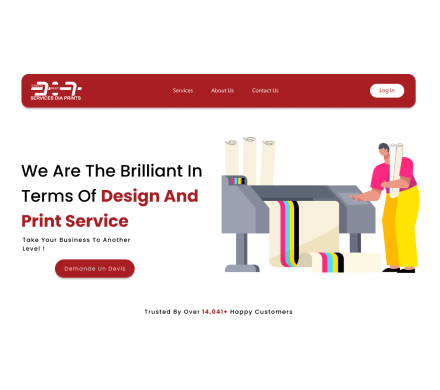 SERVICES DIA PRINTS
Services About Us Contact Us Log in
We Are The Brilliant In
Terms Of Design And
Print Service
Take Your Business To Another
Level !
Demande Un Devis
Trusted By Over 14,041+ Happy Customers